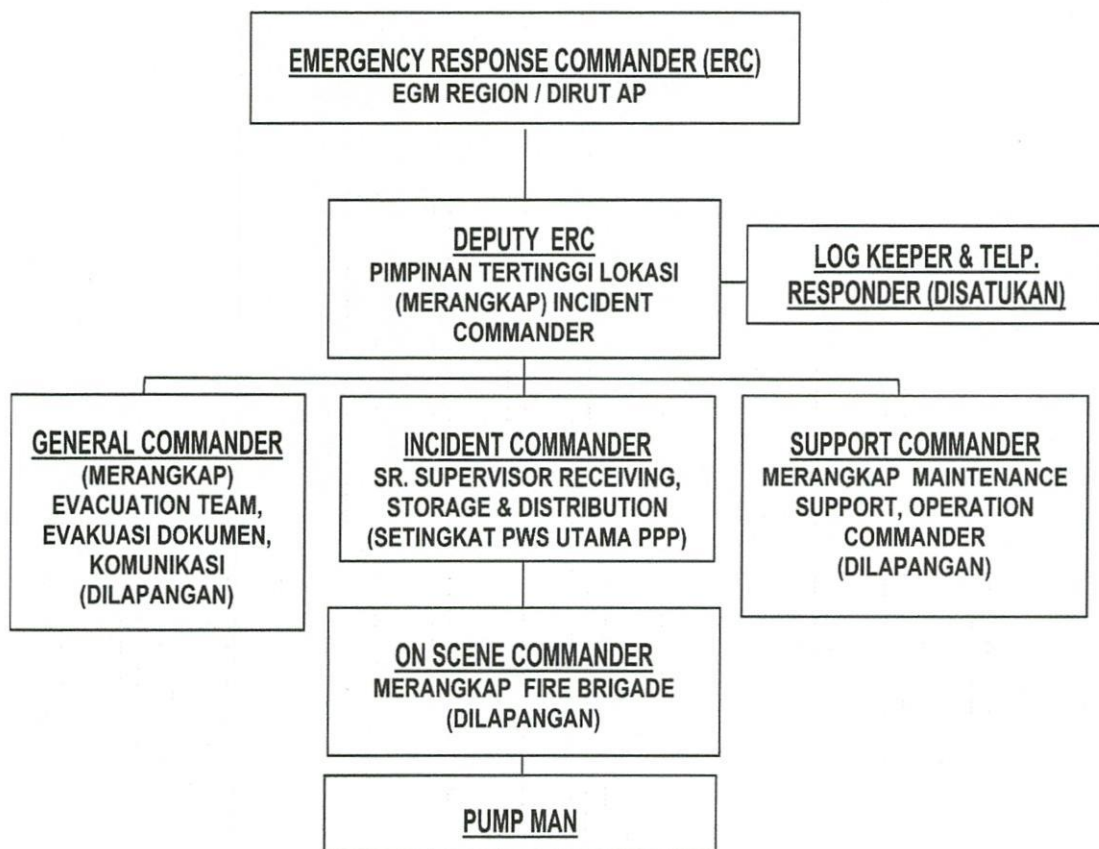 EMERGENCY RESPONSE COMMANDER (ERC)
EGM REGION / DIRUT AP
DEPUTY ERC
PIMPINAN TERTINGGI LOKASI
(MERANGKAP) INCIDENT
COMMANDER
LOG KEEPER & TELP.
RESPONDER (DISATUKAN)
GENERAL COMMANDER
(MERANGKAP)
EVACUATION TEAM,
EVAKUASI DOKUMEN,
KOMUNIKASI
(DILAPANGAN)
INCIDENT COMMANDER
SR. SUPERVISOR RECEIVING,
STORAGE & DISTRIBUTION
(SETINGKAT PWS UTAMA PPP)
SUPPORT COMMANDER
MERANGKAP MAINTENANCE
SUPPORT, OPERATION
COMMANDER
(DILAPANGAN)
ON SCENE COMMANDER
MERANGKAP FIRE BRIGADE
(DILAPANGAN)
PUMP MAN